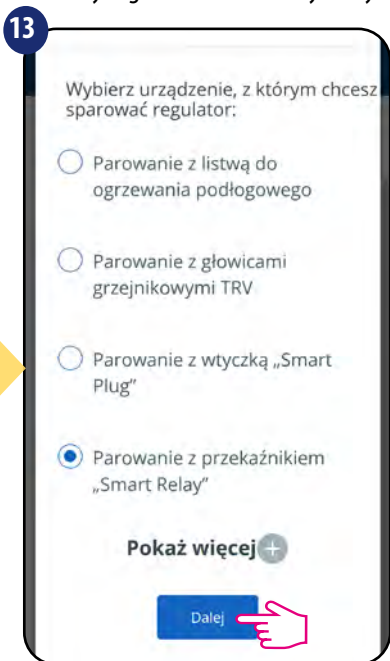 13
Wybierz urządzenie, z którym chcesz
sparować regulator:
Parowanie z listwą do
ogrzewania podłogowego
Parowanie z głowicami
grzejnikowymi TRV
Parowanie z wtyczką „Smart
Plug”
Parowanie z przekaźnikiem
„Smart Relay”
Pokaż więcej
Dalej